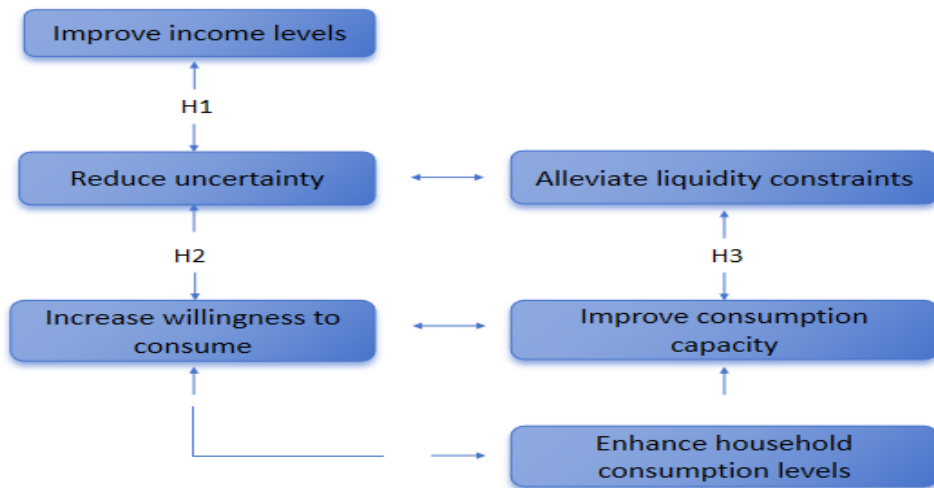 Improve income levels
H1
Reduce uncertainty
Alleviate liquidity constraints
H2
H3
Increase willingness to
consume
Improve consumption
capacity
Enhance household
consumption levels